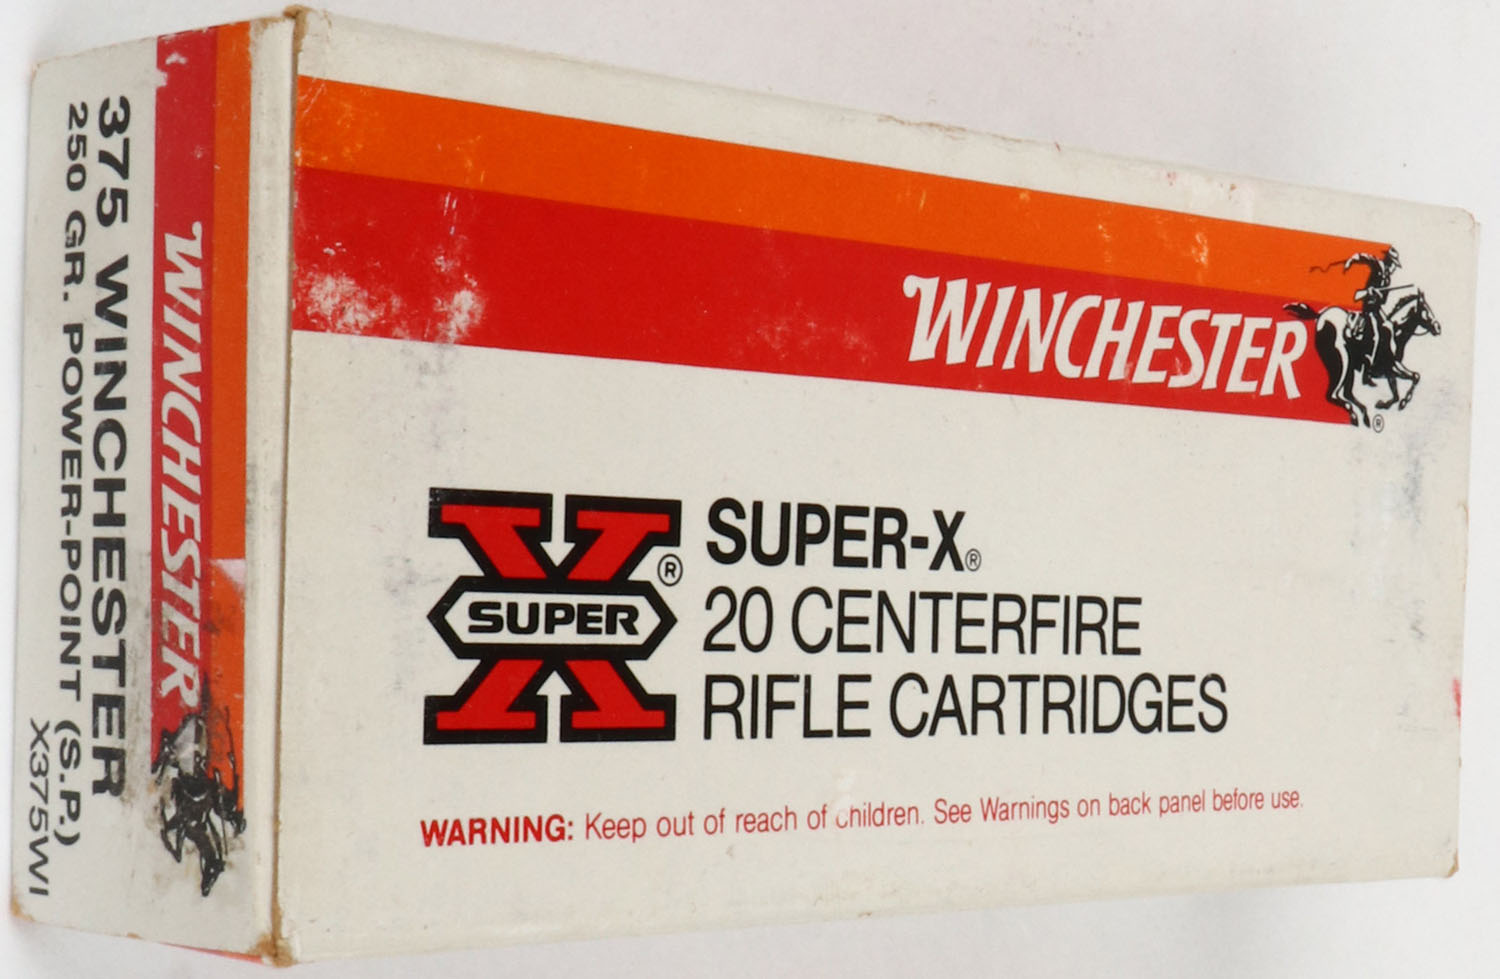 375 WINCHESTER
250 GR. POWER-POINT (S.P.)
X375WI
WINCHESTER
WINCHESTER
®
SUPER
®
SUPER-X®
20 CENTERFIRE
RIFLE CARTRIDGES
WARNING: Keep out of reach of children. See Warnings on back panel before use.